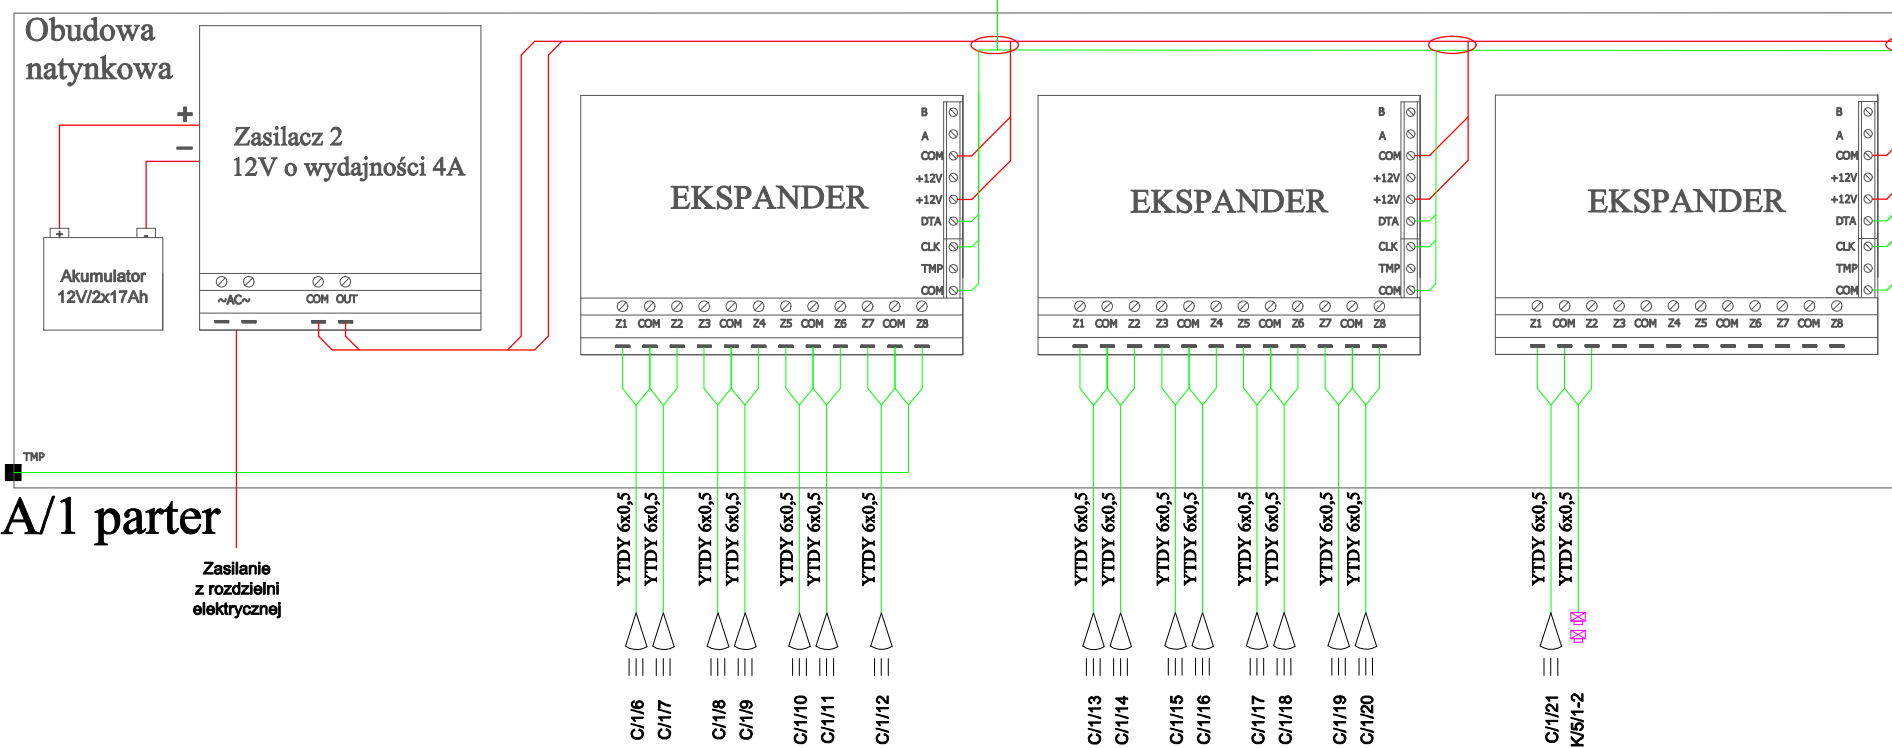 Obudowa
natynkowa
+
−
Zasilacz 2
12V o wydajności 4A
+
-
Akumulator
12V/2x17Ah
~AC~
COM
OUT
TMP
A/1 parter
Zasilanie
z rozdzielni
elektrycznej
EKSPANDER
B
A
COM
+12V
+12V
DTA
CLK
TMP
COM
Z1 COM Z2 Z3 COM Z4 Z5 COM Z6 Z7 COM Z8
YTDY 6x0,5
YTDY 6x0,5
YTDY 6x0,5
YTDY 6x0,5
YTDY 6x0,5
YTDY 6x0,5
YTDY 6x0,5
C/1/6
C/1/7
C/1/8
C/1/9
C/1/10
C/1/11
C/1/12
EKSPANDER
B
A
COM
+12V
+12V
DTA
CLK
TMP
COM
Z1 COM Z2 Z3 COM Z4 Z5 COM Z6 Z7 COM Z8
YTDY 6x0,5
YTDY 6x0,5
YTDY 6x0,5
YTDY 6x0,5
YTDY 6x0,5
YTDY 6x0,5
YTDY 6x0,5
YTDY 6x0,5
C/1/13
C/1/14
C/1/15
C/1/16
C/1/17
C/1/18
C/1/19
C/1/20
EKSPANDER
B
A
COM
+12V
+12V
DTA
CLK
TMP
COM
Z1 COM Z2 Z3 COM Z4 Z5 COM Z6 Z7 COM Z8
YTDY 6x0,5
YTDY 6x0,5
C/1/21
K/5/1-2